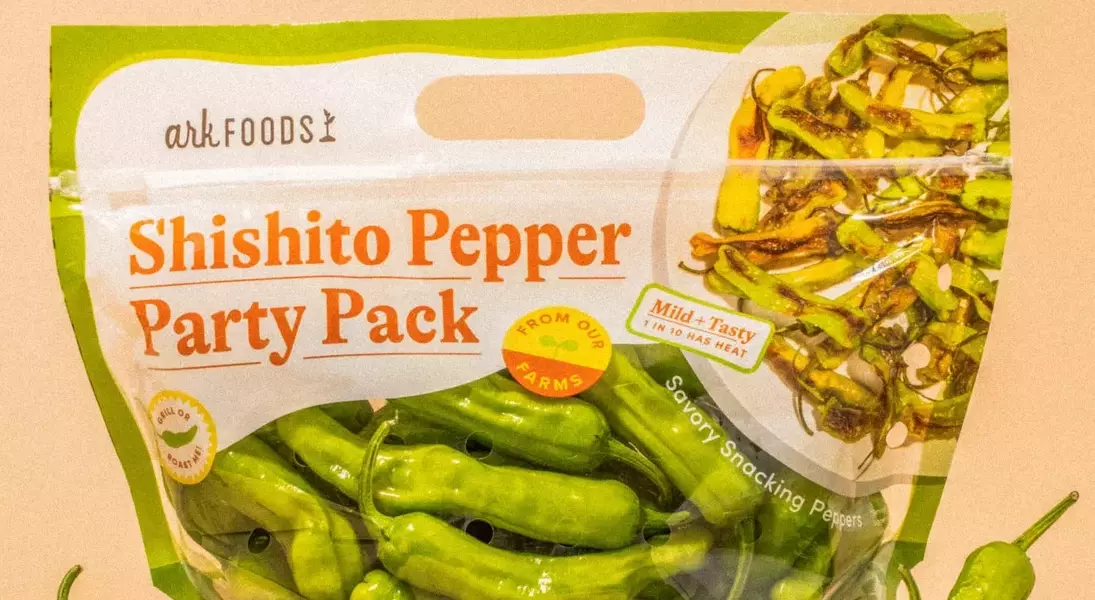 ark FOODS
Shishito Pepper
Party Pack
FROM OUR
FARMS
Mild + Tasty
1 IN 10 HAS HEAT
GRILL OR
ROAST ME!
Savory Snacking Peppers